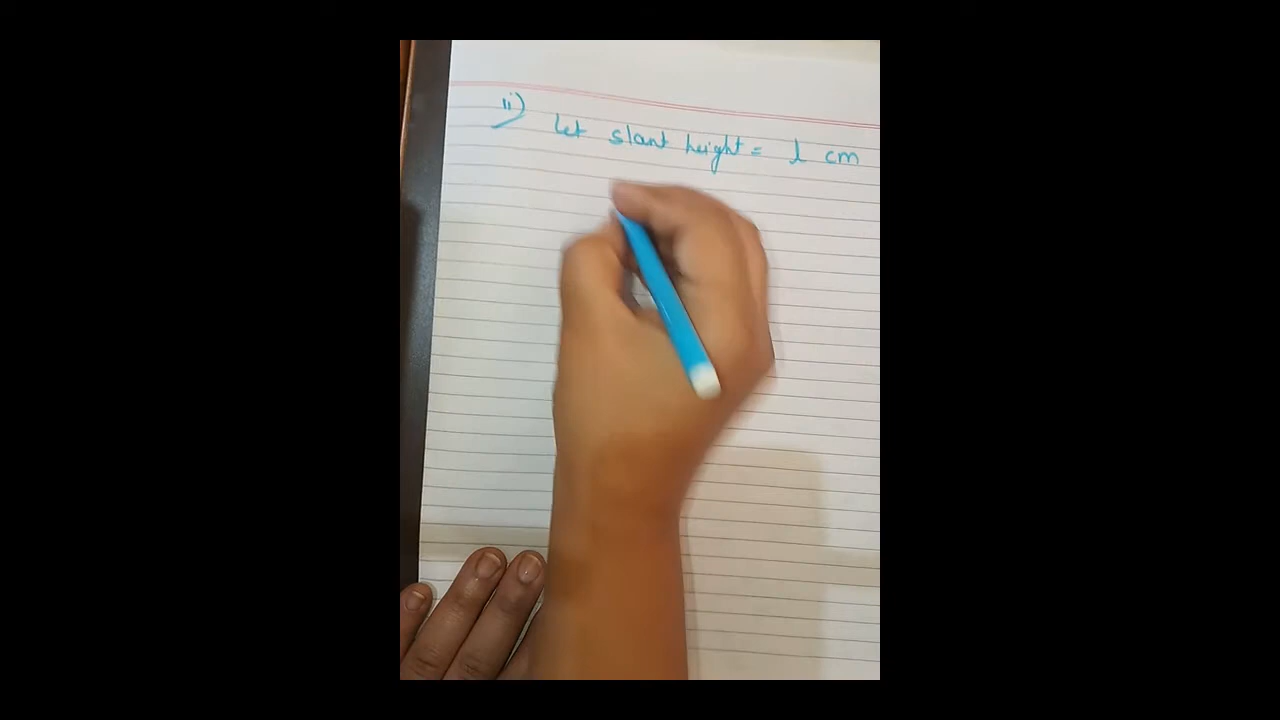 ii) Let slant height = l cm